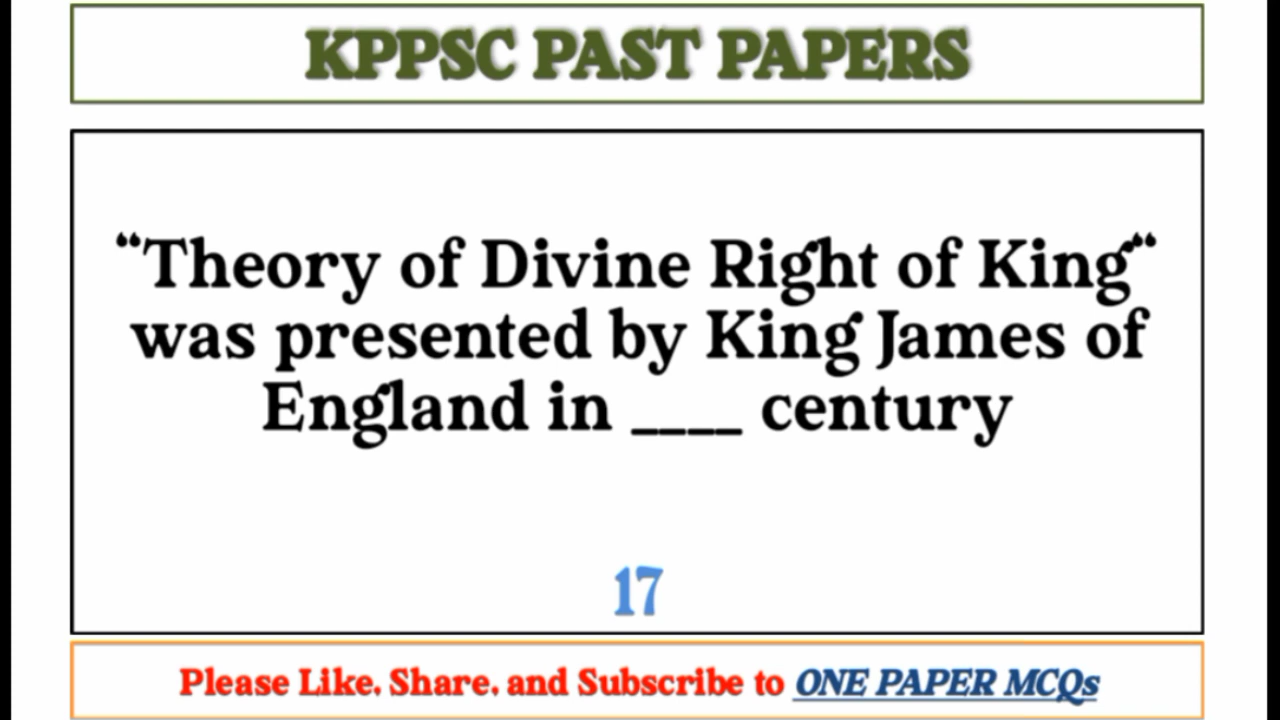 KPPSC PAST PAPERS
“Theory of Divine Right of King“
was presented by King James of
England in ____ century
17
Please Like, Share, and Subscribe to ONE PAPER MCQs